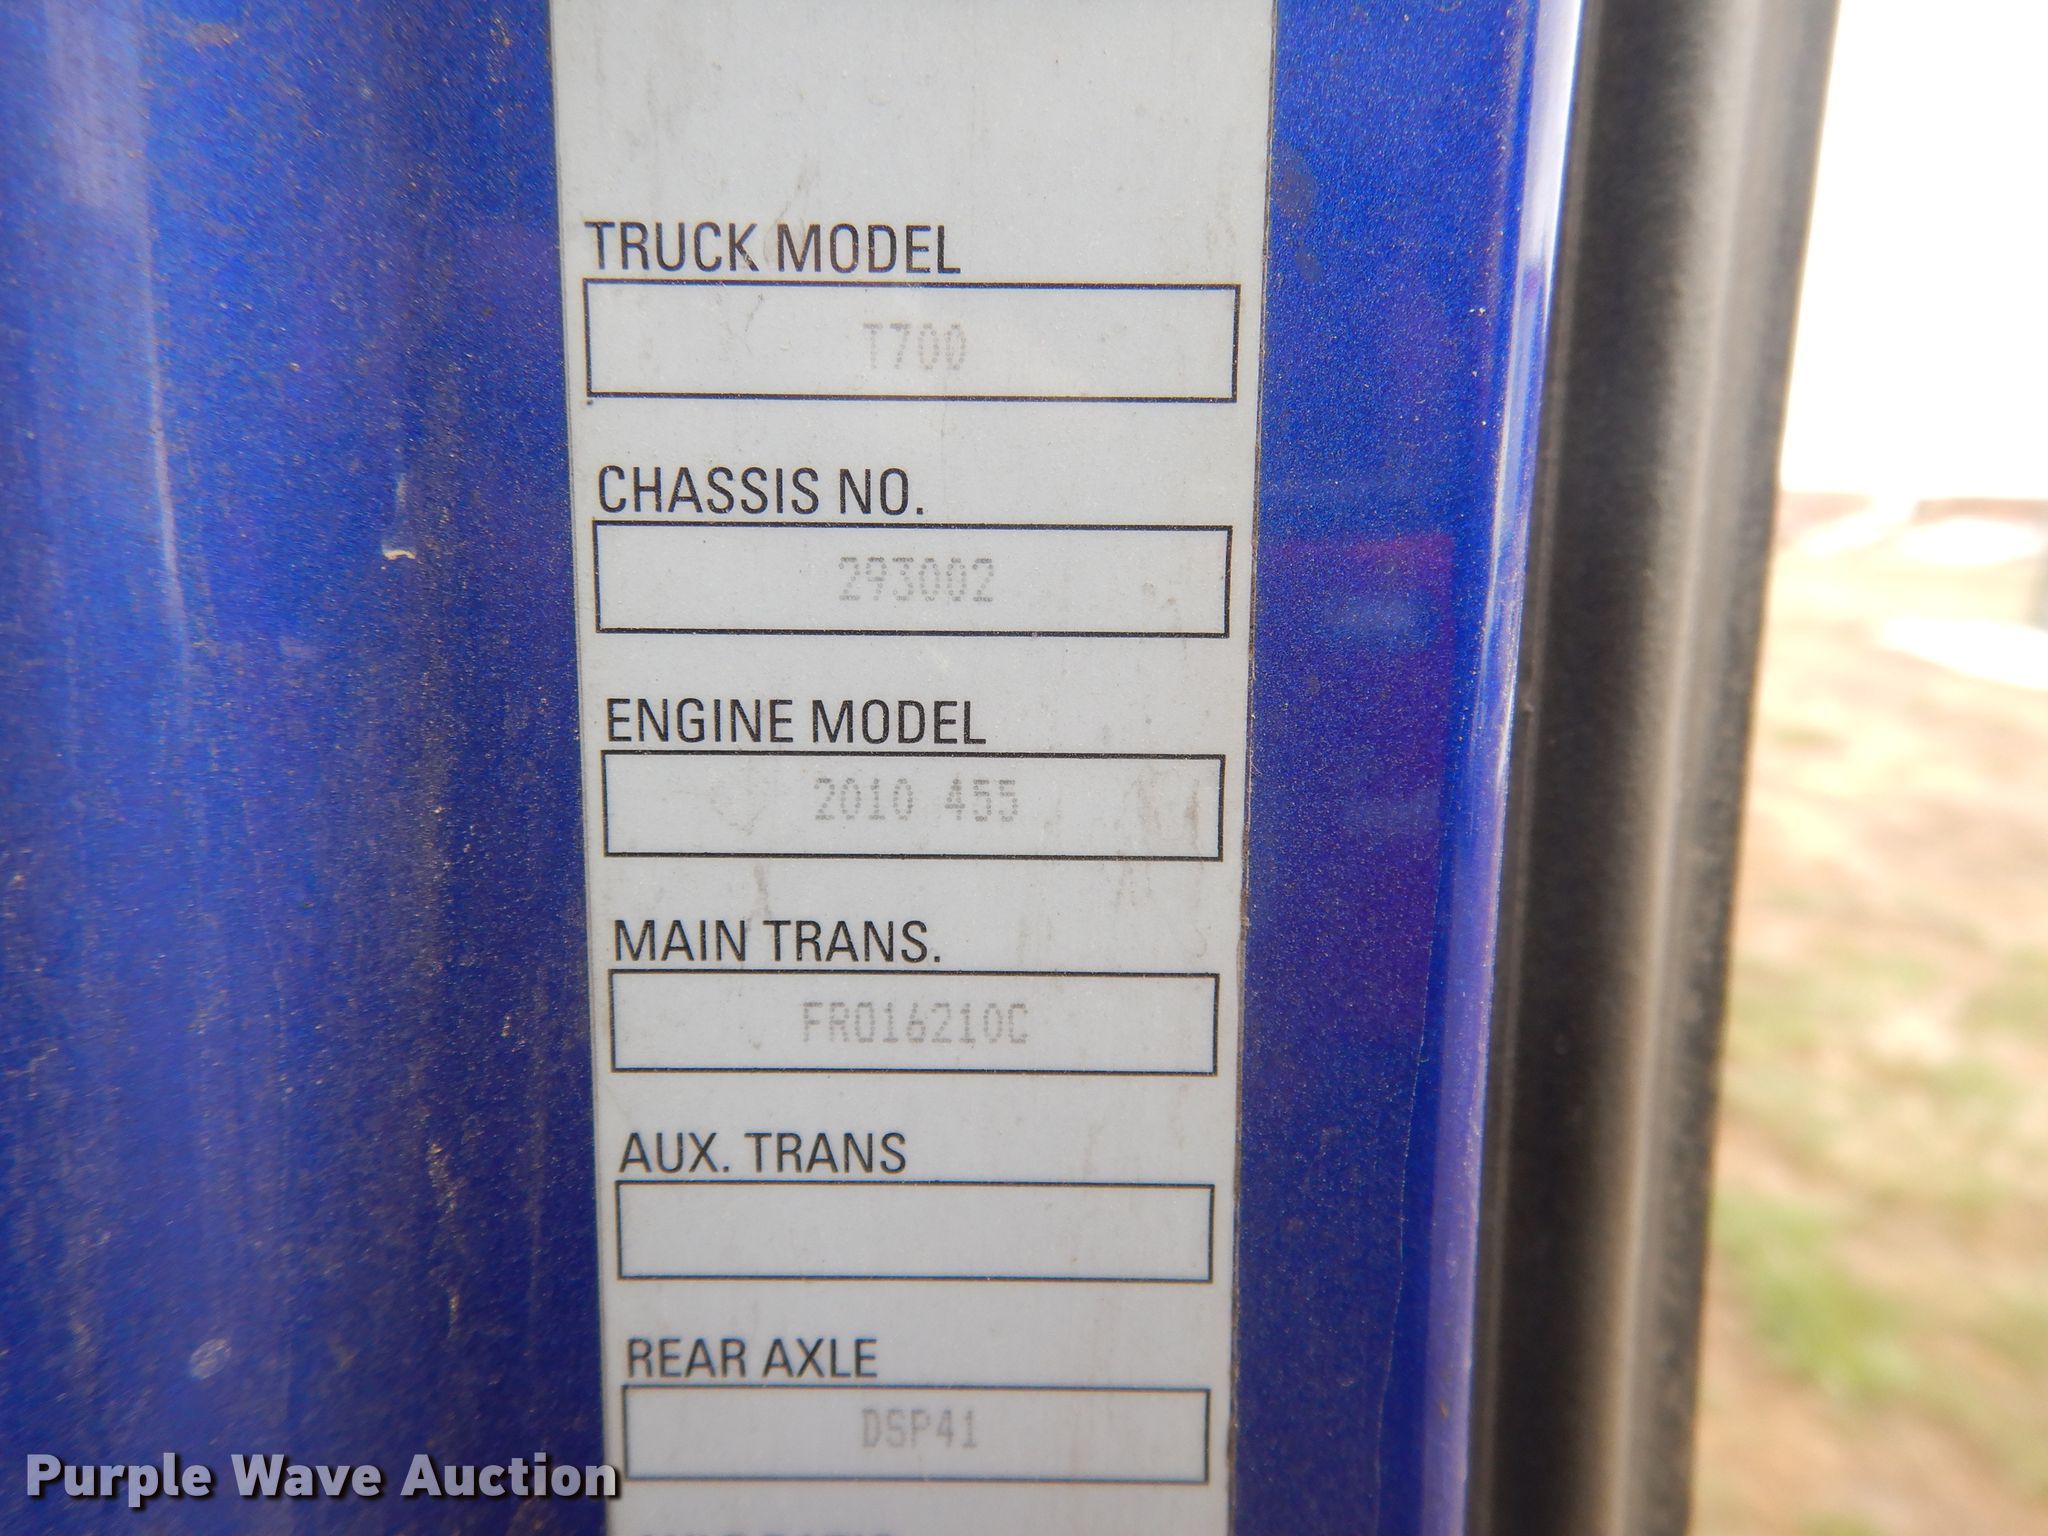 TRUCK MODEL
T700
CHASSIS NO.
293002
ENGINE MODEL
2010 455
MAIN TRANS.
FRO16210C
AUX. TRANS
REAR AXLE
DSP41
Purple Wave Auction